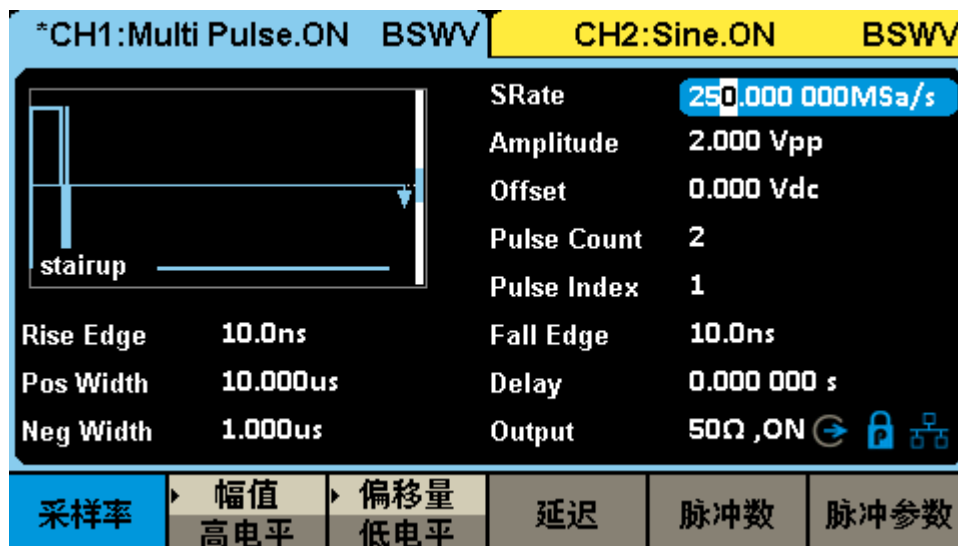 *CH1:Multi Pulse.ON BSWV
CH2:Sine.ON BSWV
stairup
SRate 250.000 000MSa/s
Amplitude 2.000 Vpp
Offset 0.000 Vdc
Pulse Count 2
Pulse Index 1
Rise Edge 10.0ns
Fall Edge 10.0ns
Pos Width 10.000us
Delay 0.000 000 s
Neg Width 1.000us
Output 50Ω ,ON
采样率
幅值
高电平
偏移量
低电平
延迟
脉冲数
脉冲参数